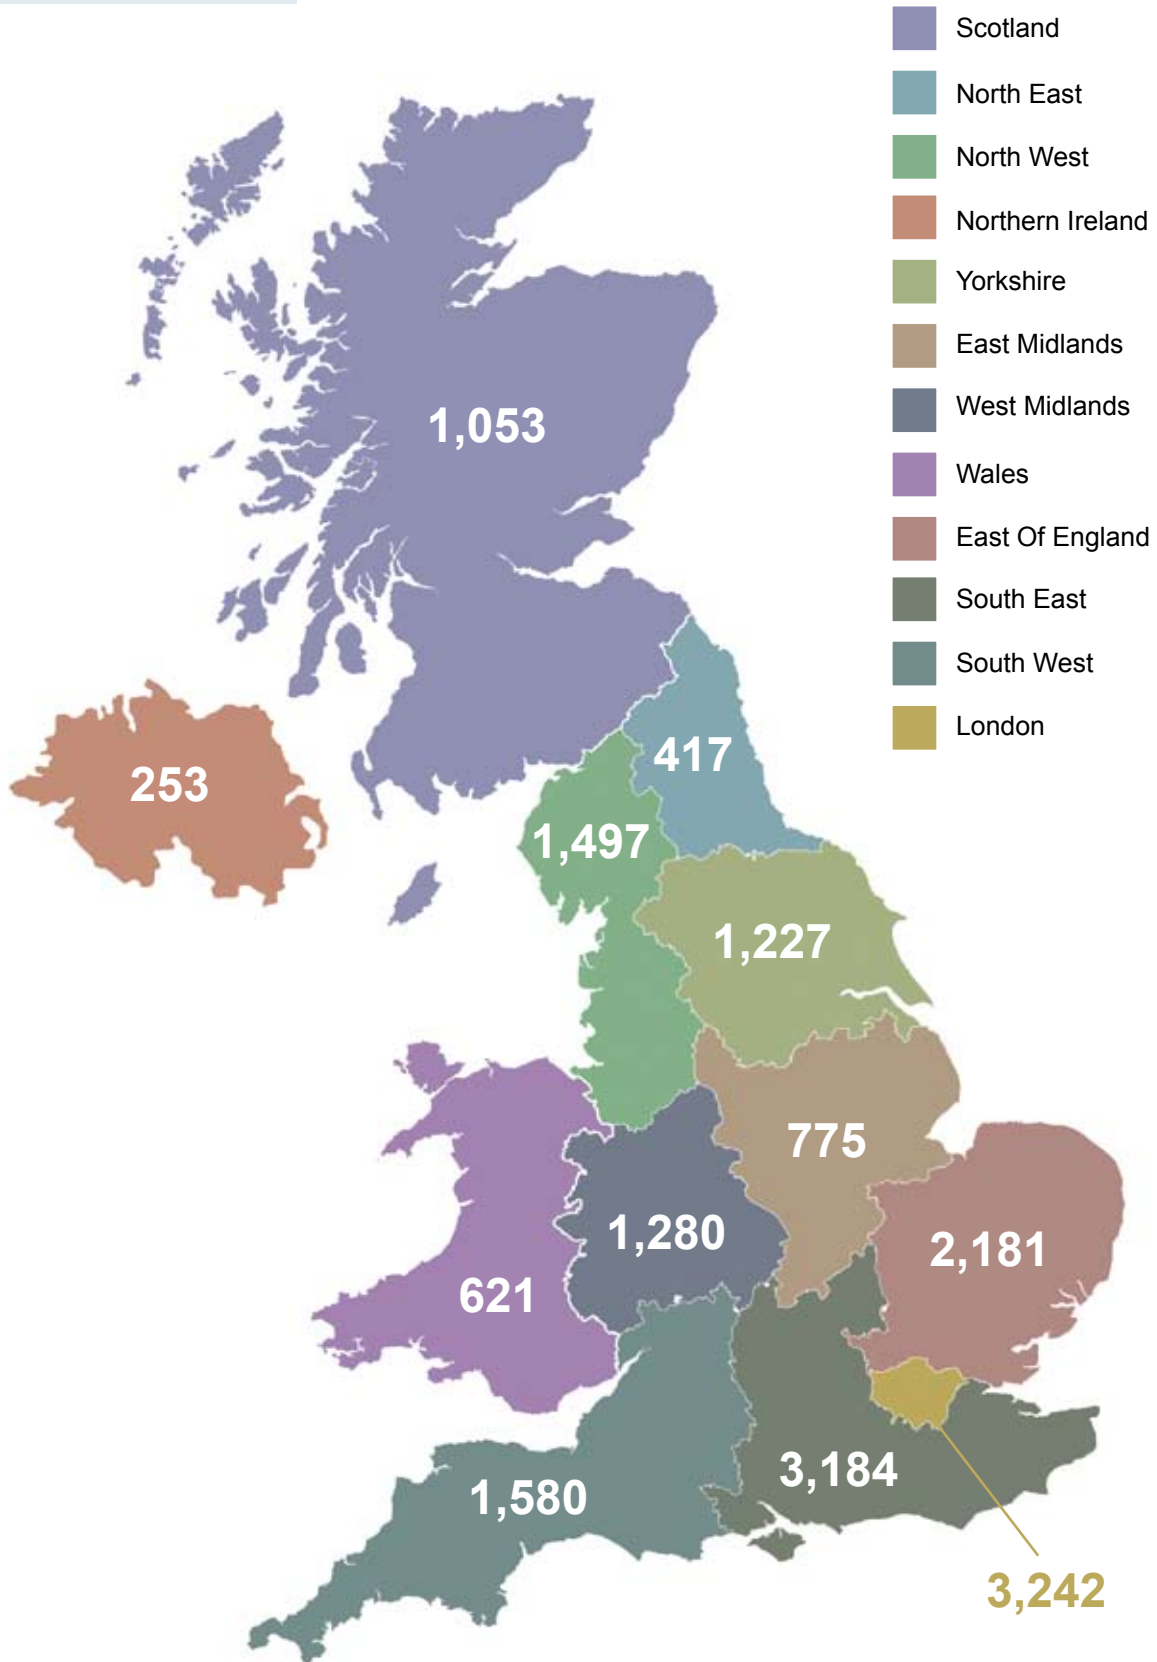 Scotland
North East
North West
Northern Ireland
Yorkshire
East Midlands
West Midlands
Wales
East Of England
South East
South West
London
1,053
417
253
1,497
1,227
775
1,280
2,181
621
3,184
1,580
3,242